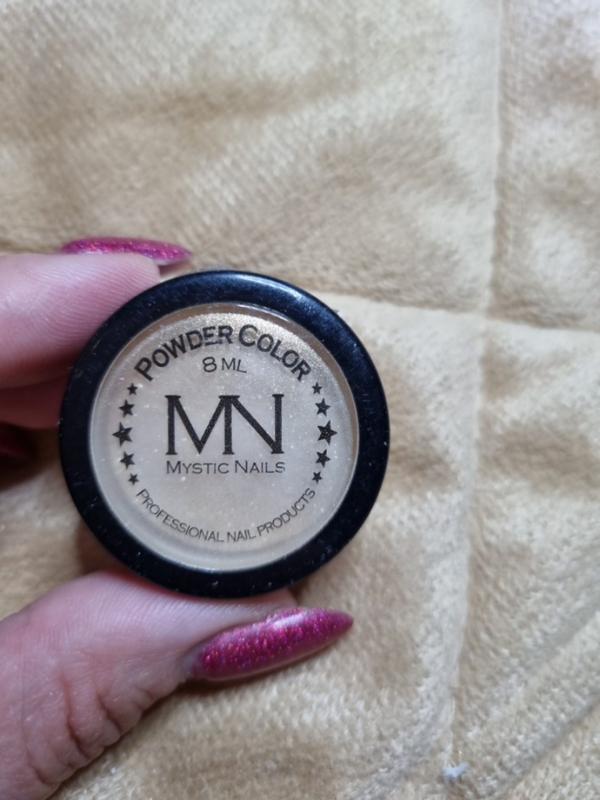 POWDER COLOR
8 ML
MN
MYSTIC NAILS
PROFESSIONAL NAIL PRODUCTS